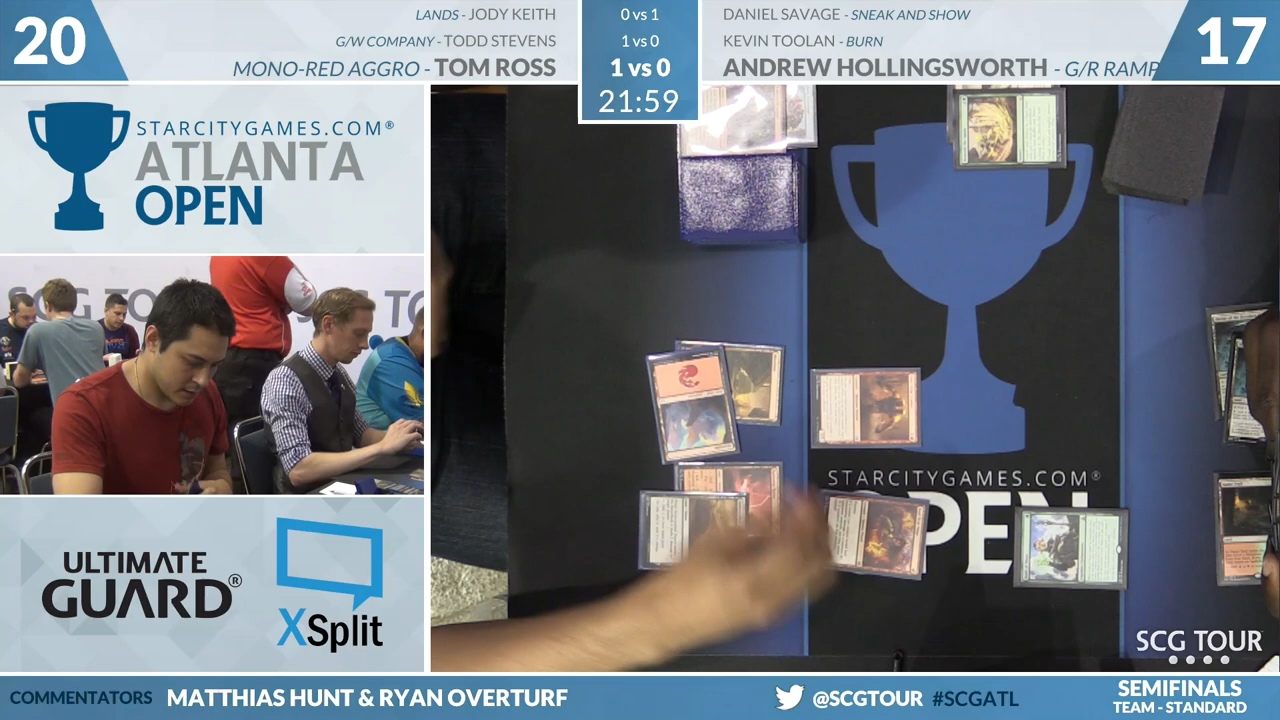 20
LANDS - JODY KEITH
G/W COMPANY - TODD STEVENS
MONO-RED AGGRO - TOM ROSS
0 vs 1
1 vs 0
1 vs 0
21:59
DANIEL SAVAGE - SNEAK AND SHOW
KEVIN TOOLAN - BURN
ANDREW HOLLINGSWORTH - G/R RAMP
17
STARCITYGAMES.COM®
ATLANTA
OPEN
SCG TO
ULTIMATE
GUARD®
XSplit
STARCITYGAMES.COM®
OPEN
SCG TOUR
COMMENTATORS MATTHIAS HUNT & RYAN OVERTURF
@SCGTOUR #SCGATL
SEMIFINALS
TEAM - STANDARD